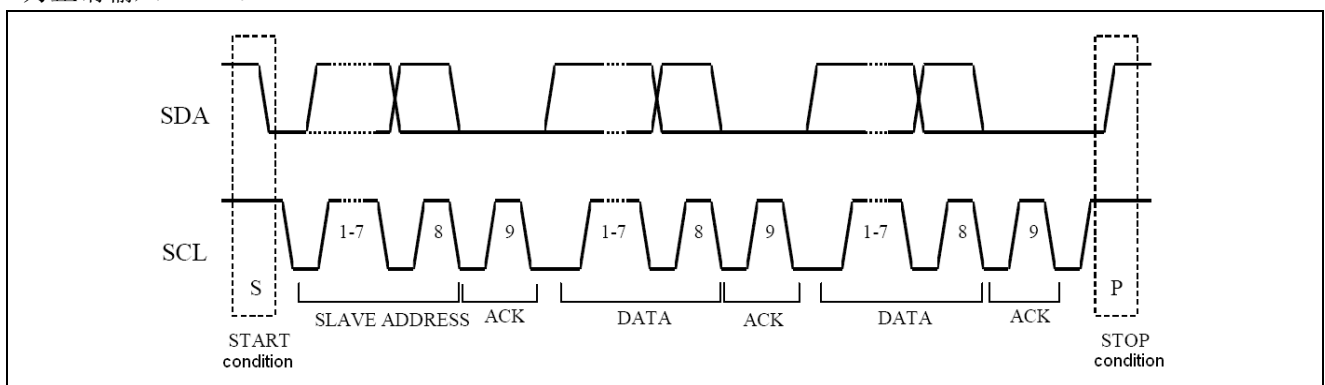 SDA
SCL
1-7 8 9 1-7 8 9 1-7 8 9
S P
SLAVE ADDRESS ACK DATA ACK DATA ACK
START condition
STOP condition